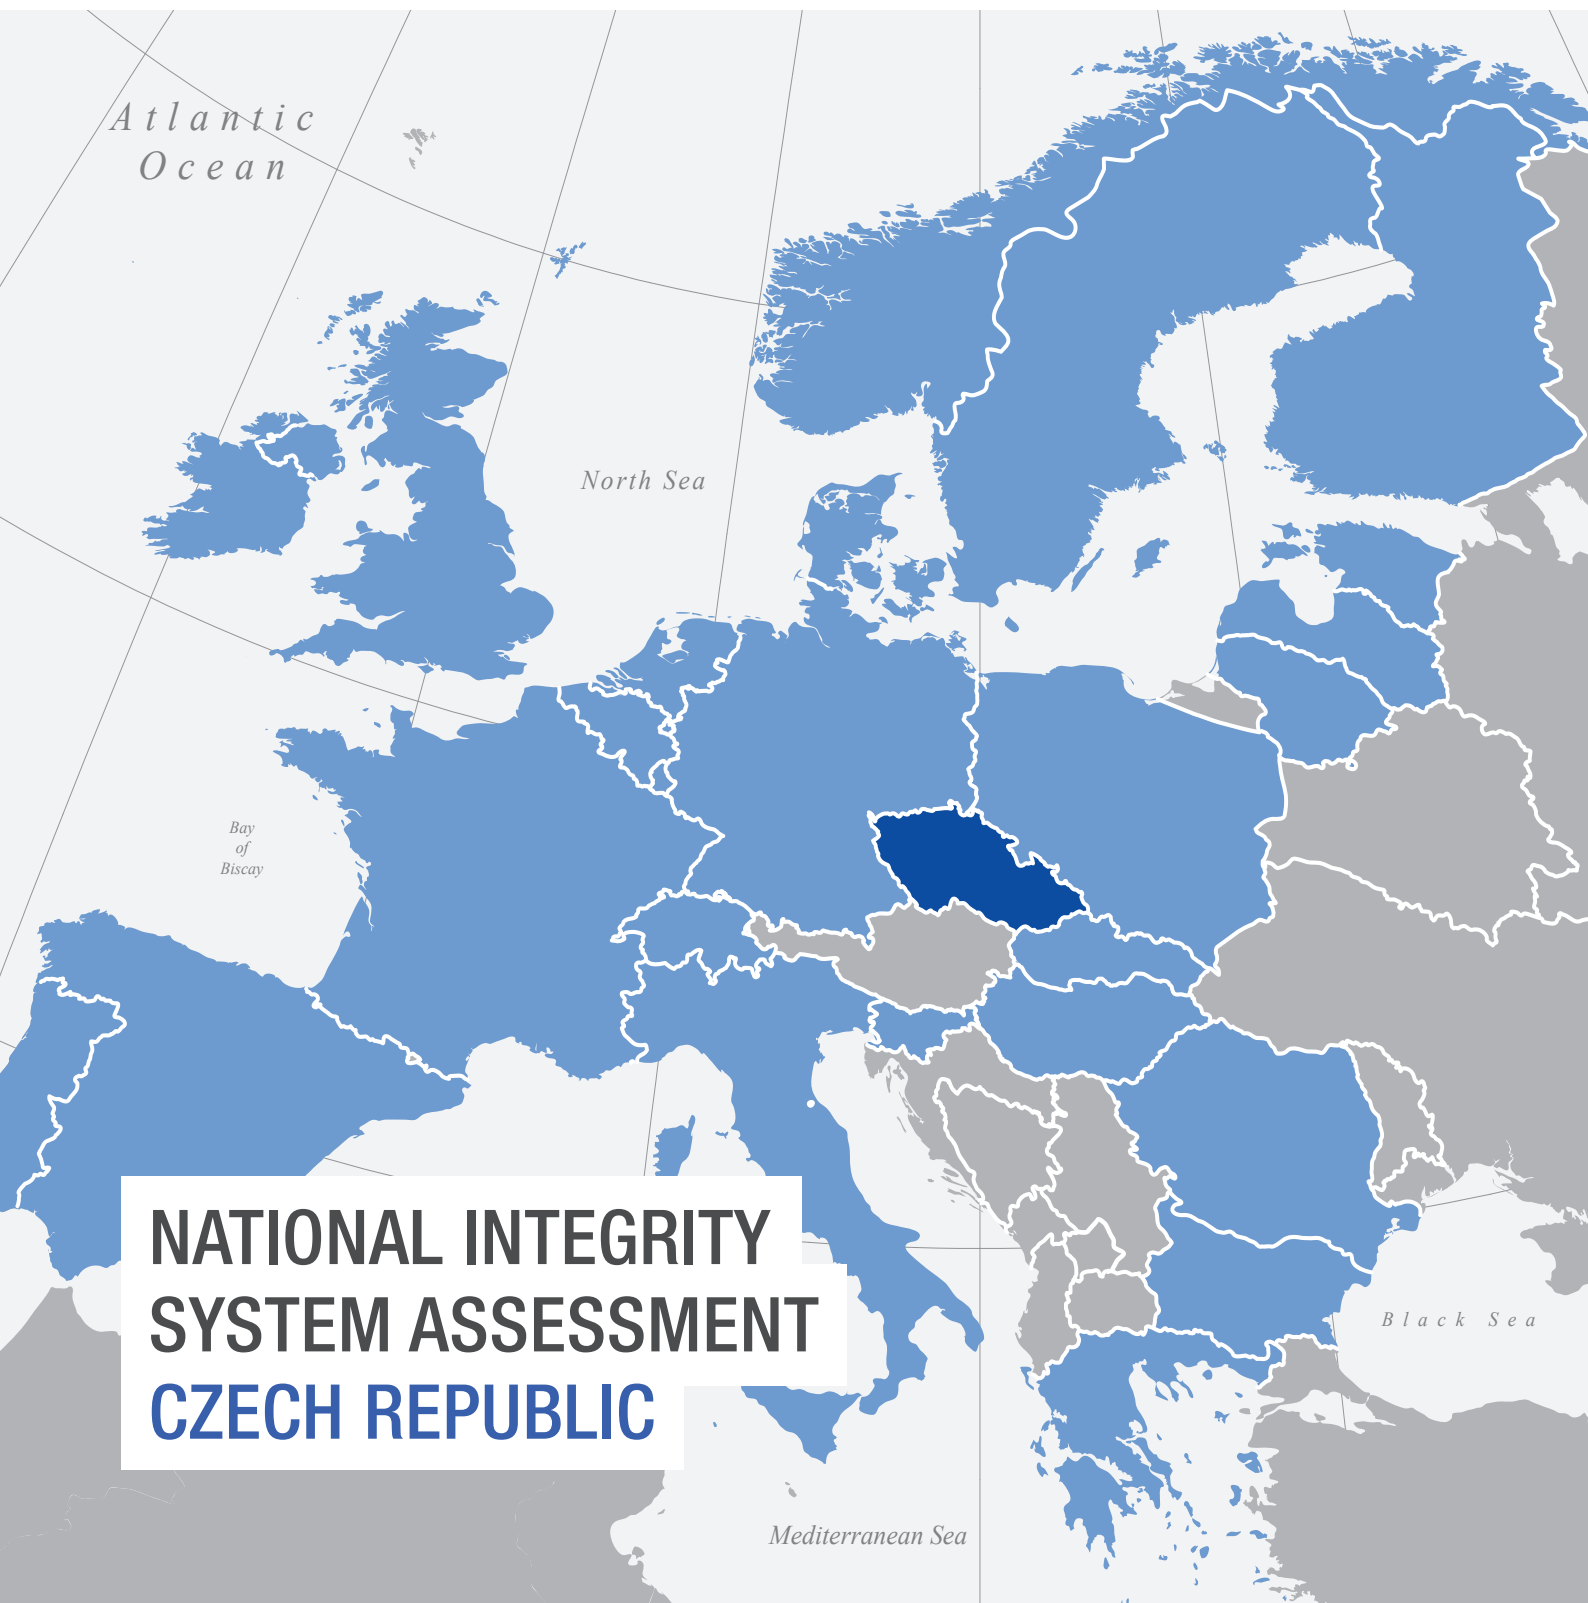 Atlantic
Ocean
North Sea
Bay
of
Biscay
NATIONAL INTEGRITY
SYSTEM ASSESSMENT
CZECH REPUBLIC
Black Sea
Mediterranean Sea